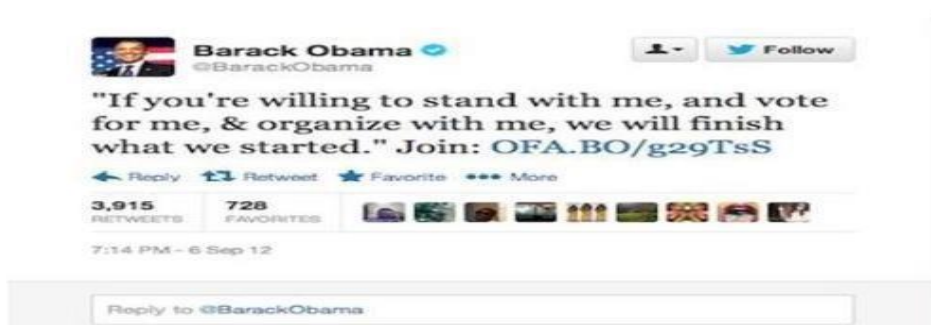 Barack Obama
Follow
@BarackObama
"If you're willing to stand with me, and vote
for me, & organize with me, we will finish
what we started." Join: OFA.BO/g29TsS
Reply Retweet Favorite More
3,915 728
RETWEETS FAVORITES
7:14 PM - 6 Sep 12
Reply to @BarackObama